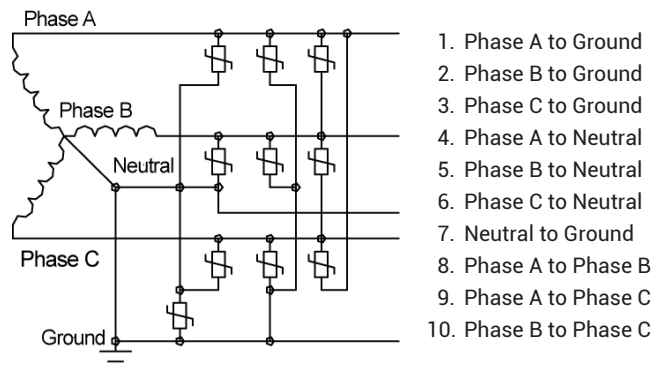 Phase A
Phase B
Neutral
Phase C
Ground
1. Phase A to Ground
2. Phase B to Ground
3. Phase C to Ground
4. Phase A to Neutral
5. Phase B to Neutral
6. Phase C to Neutral
7. Neutral to Ground
8. Phase A to Phase B
9. Phase A to Phase C
10. Phase B to Phase C